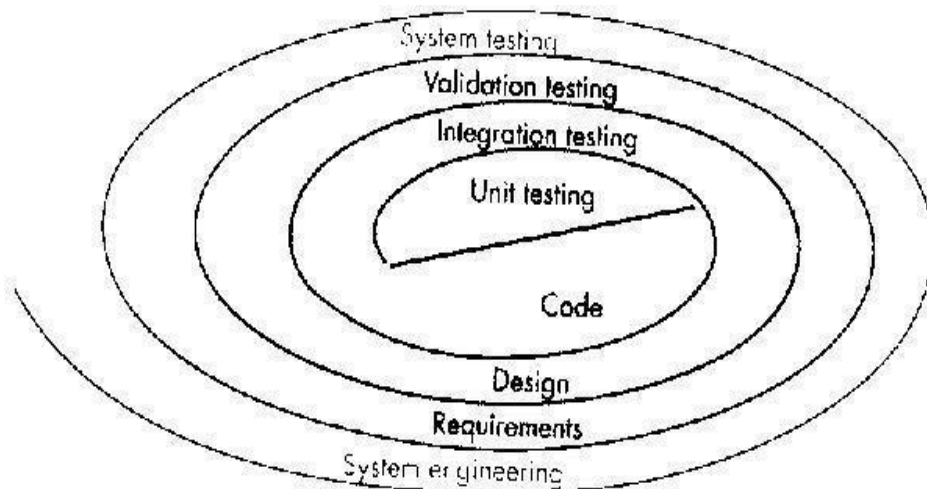 System testing
Validation testing
Integration testing
Unit testing
Code
Design
Requirements
System engineering